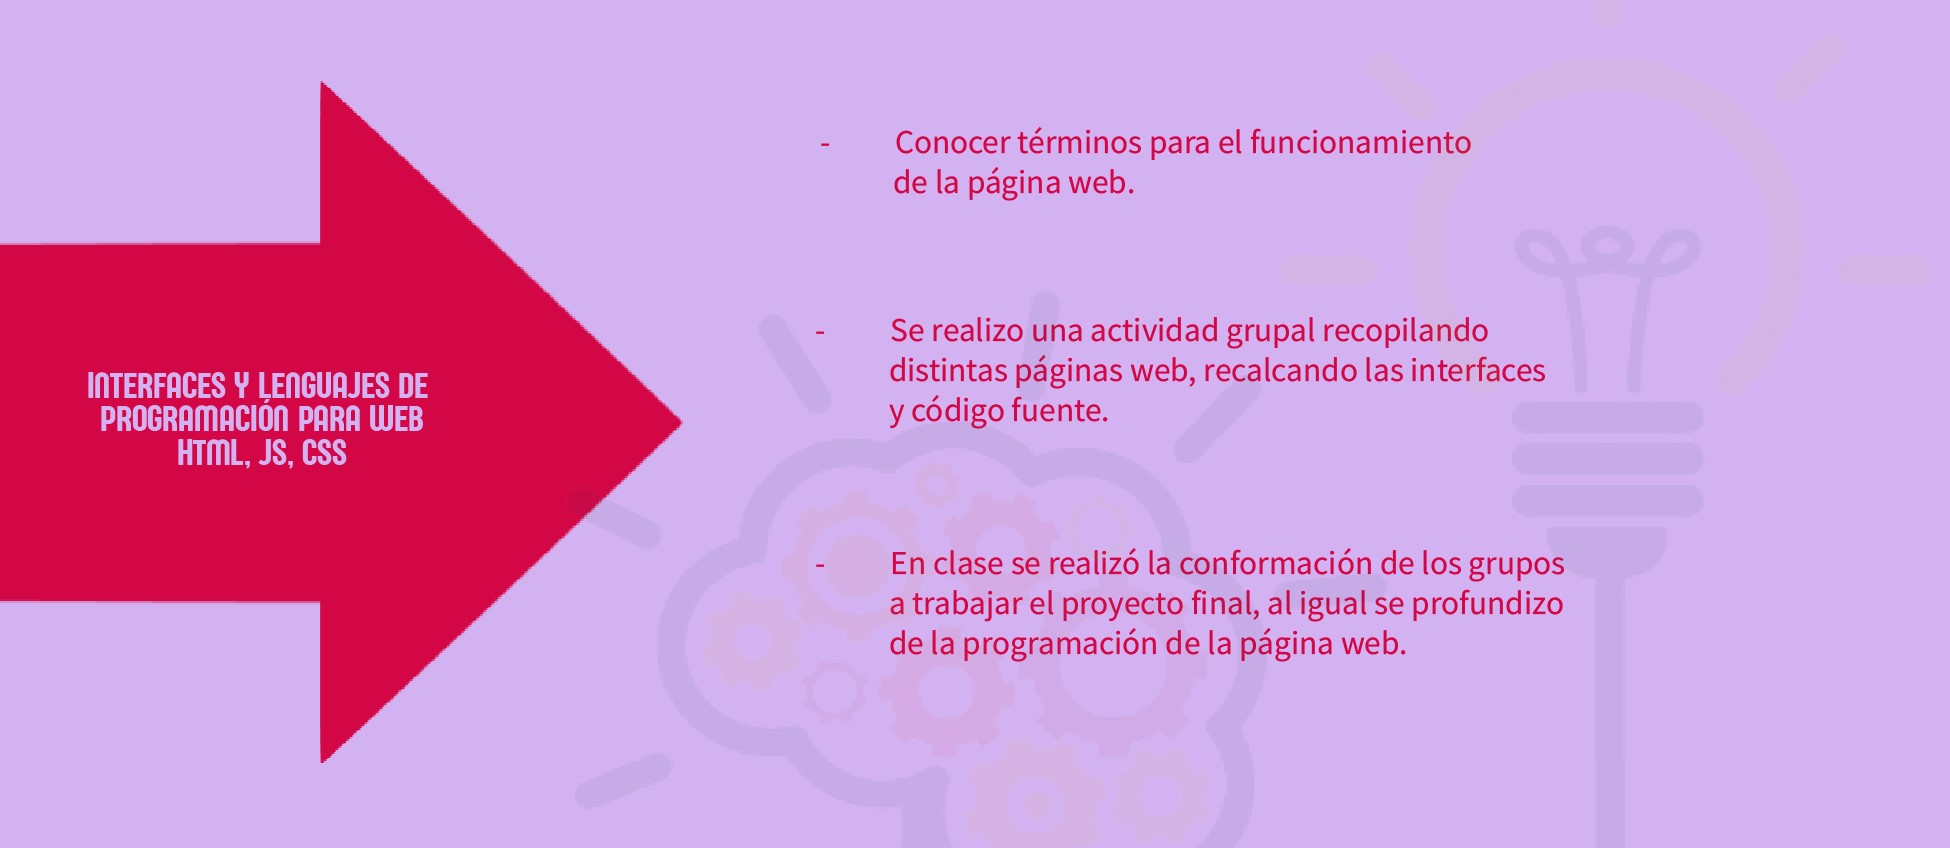 INTERFACES Y LENGUAJES DE
PROGRAMACIÓN PARA WEB
HTML, JS, CSS
- Conocer términos para el funcionamiento
de la página web.
- Se realizo una actividad grupal recopilando
distintas páginas web, recalcando las interfaces
y código fuente.
- En clase se realizó la conformación de los grupos
a trabajar el proyecto final, al igual se profundizo
de la programación de la página web.